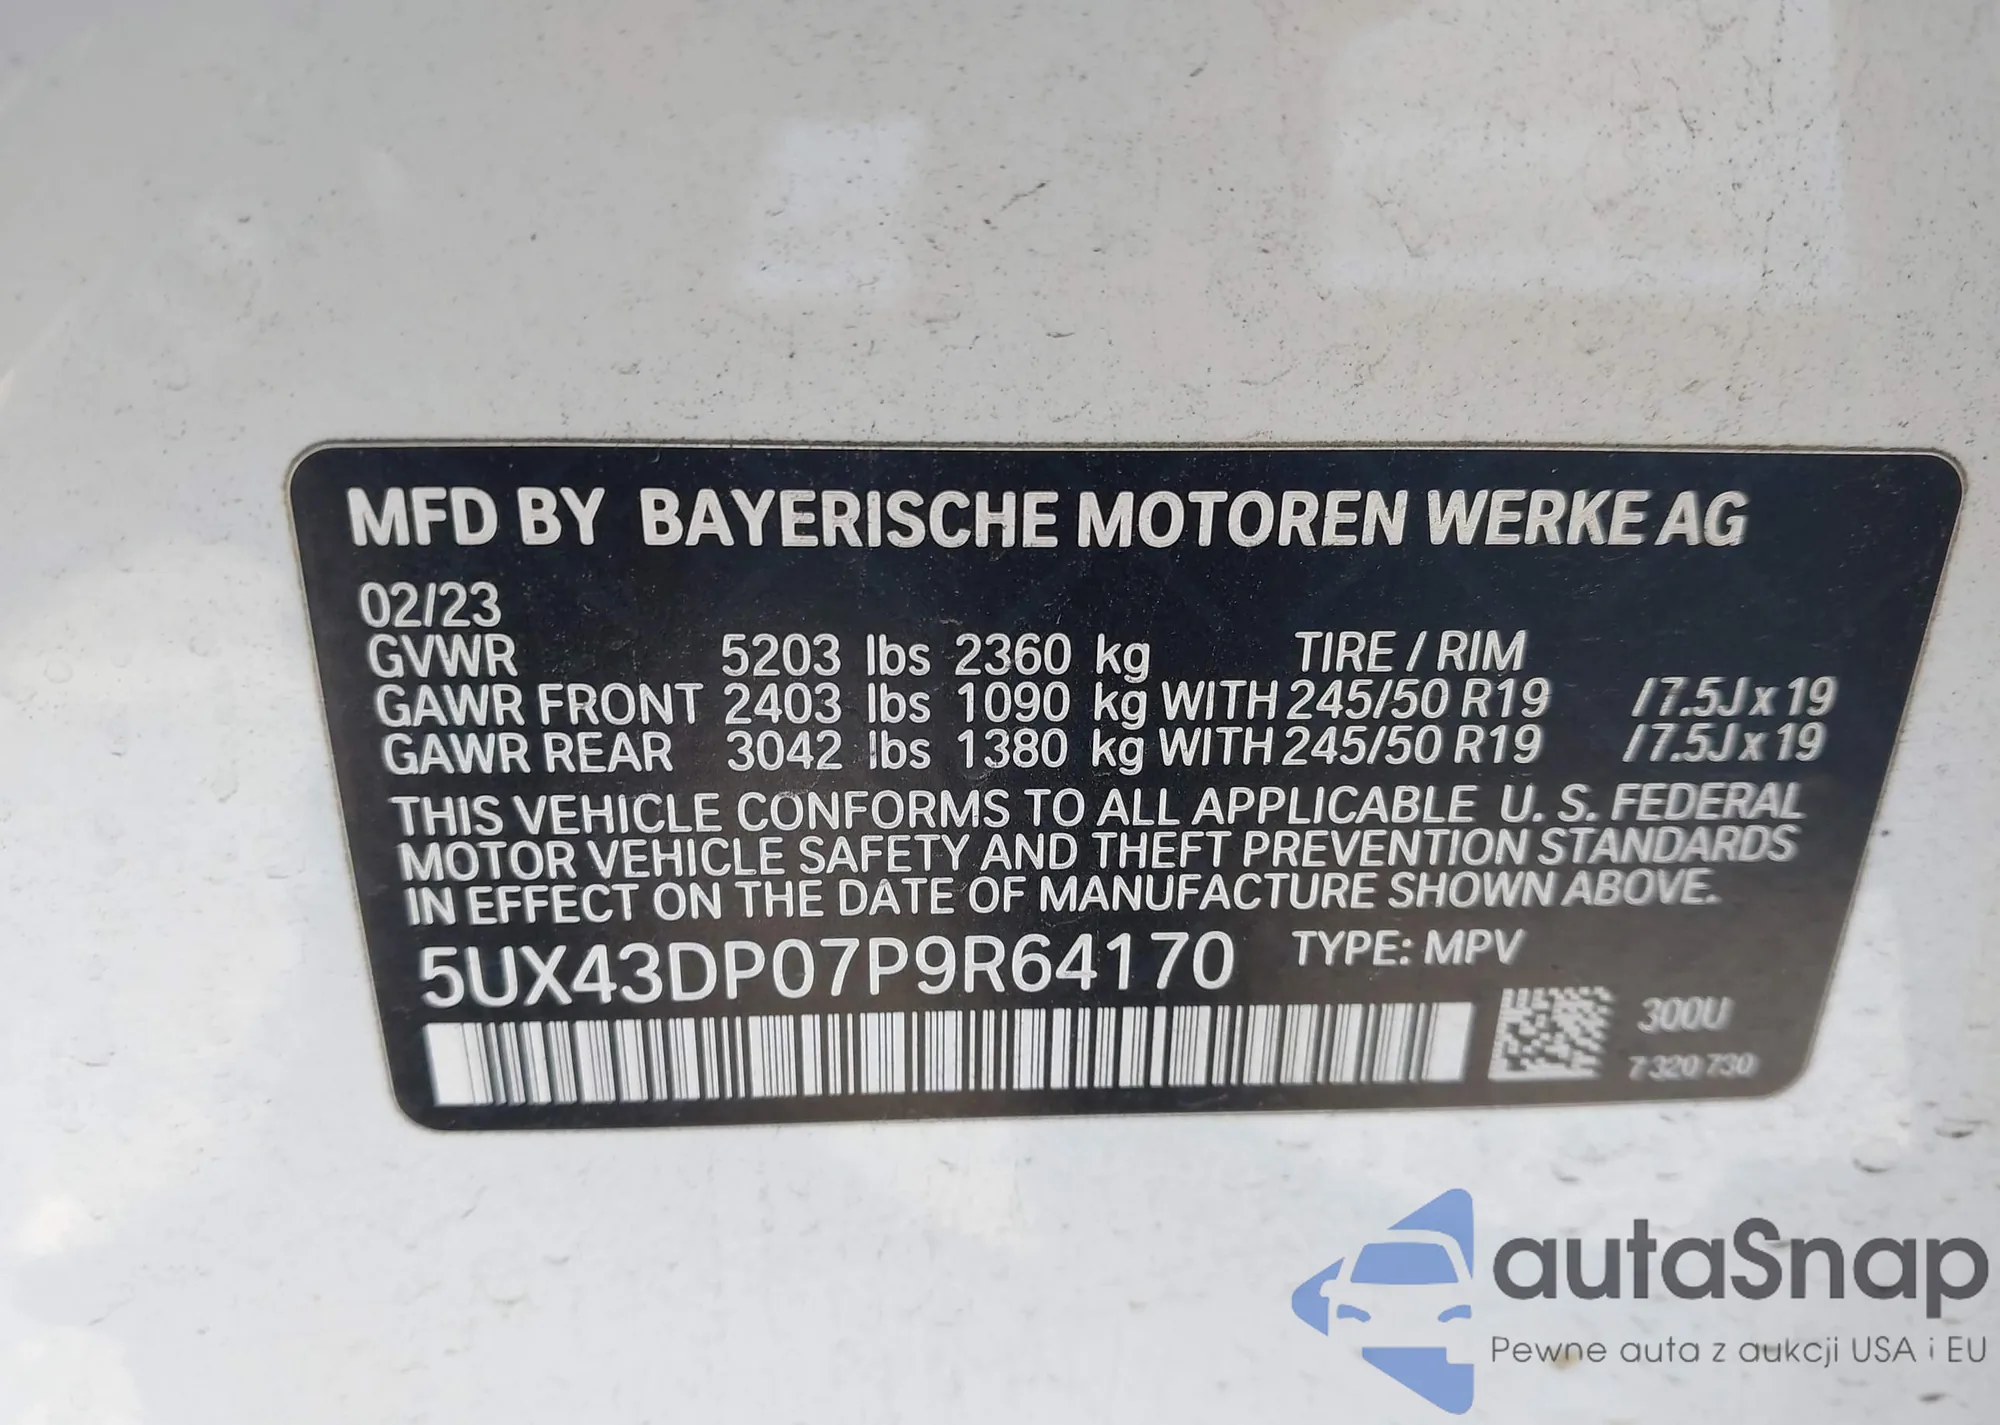 MFD BY BAYERISCHE MOTOREN WERKE AG
02/23
GVWR 5203 lbs 2360 kg TIRE / RIM
GAWR FRONT 2403 lbs 1090 kg WITH 245/50 R19 / 7.5J x 19
GAWR REAR 3042 lbs 1380 kg WITH 245/50 R19 / 7.5J x 19
THIS VEHICLE CONFORMS TO ALL APPLICABLE U. S. FEDERAL
MOTOR VEHICLE SAFETY AND THEFT PREVENTION STANDARDS
IN EFFECT ON THE DATE OF MANUFACTURE SHOWN ABOVE.
5UX43DP07P9R64170 TYPE: MPV
300U
7 320 730
autaSnap
Pewne auta z aukcji USA i EU